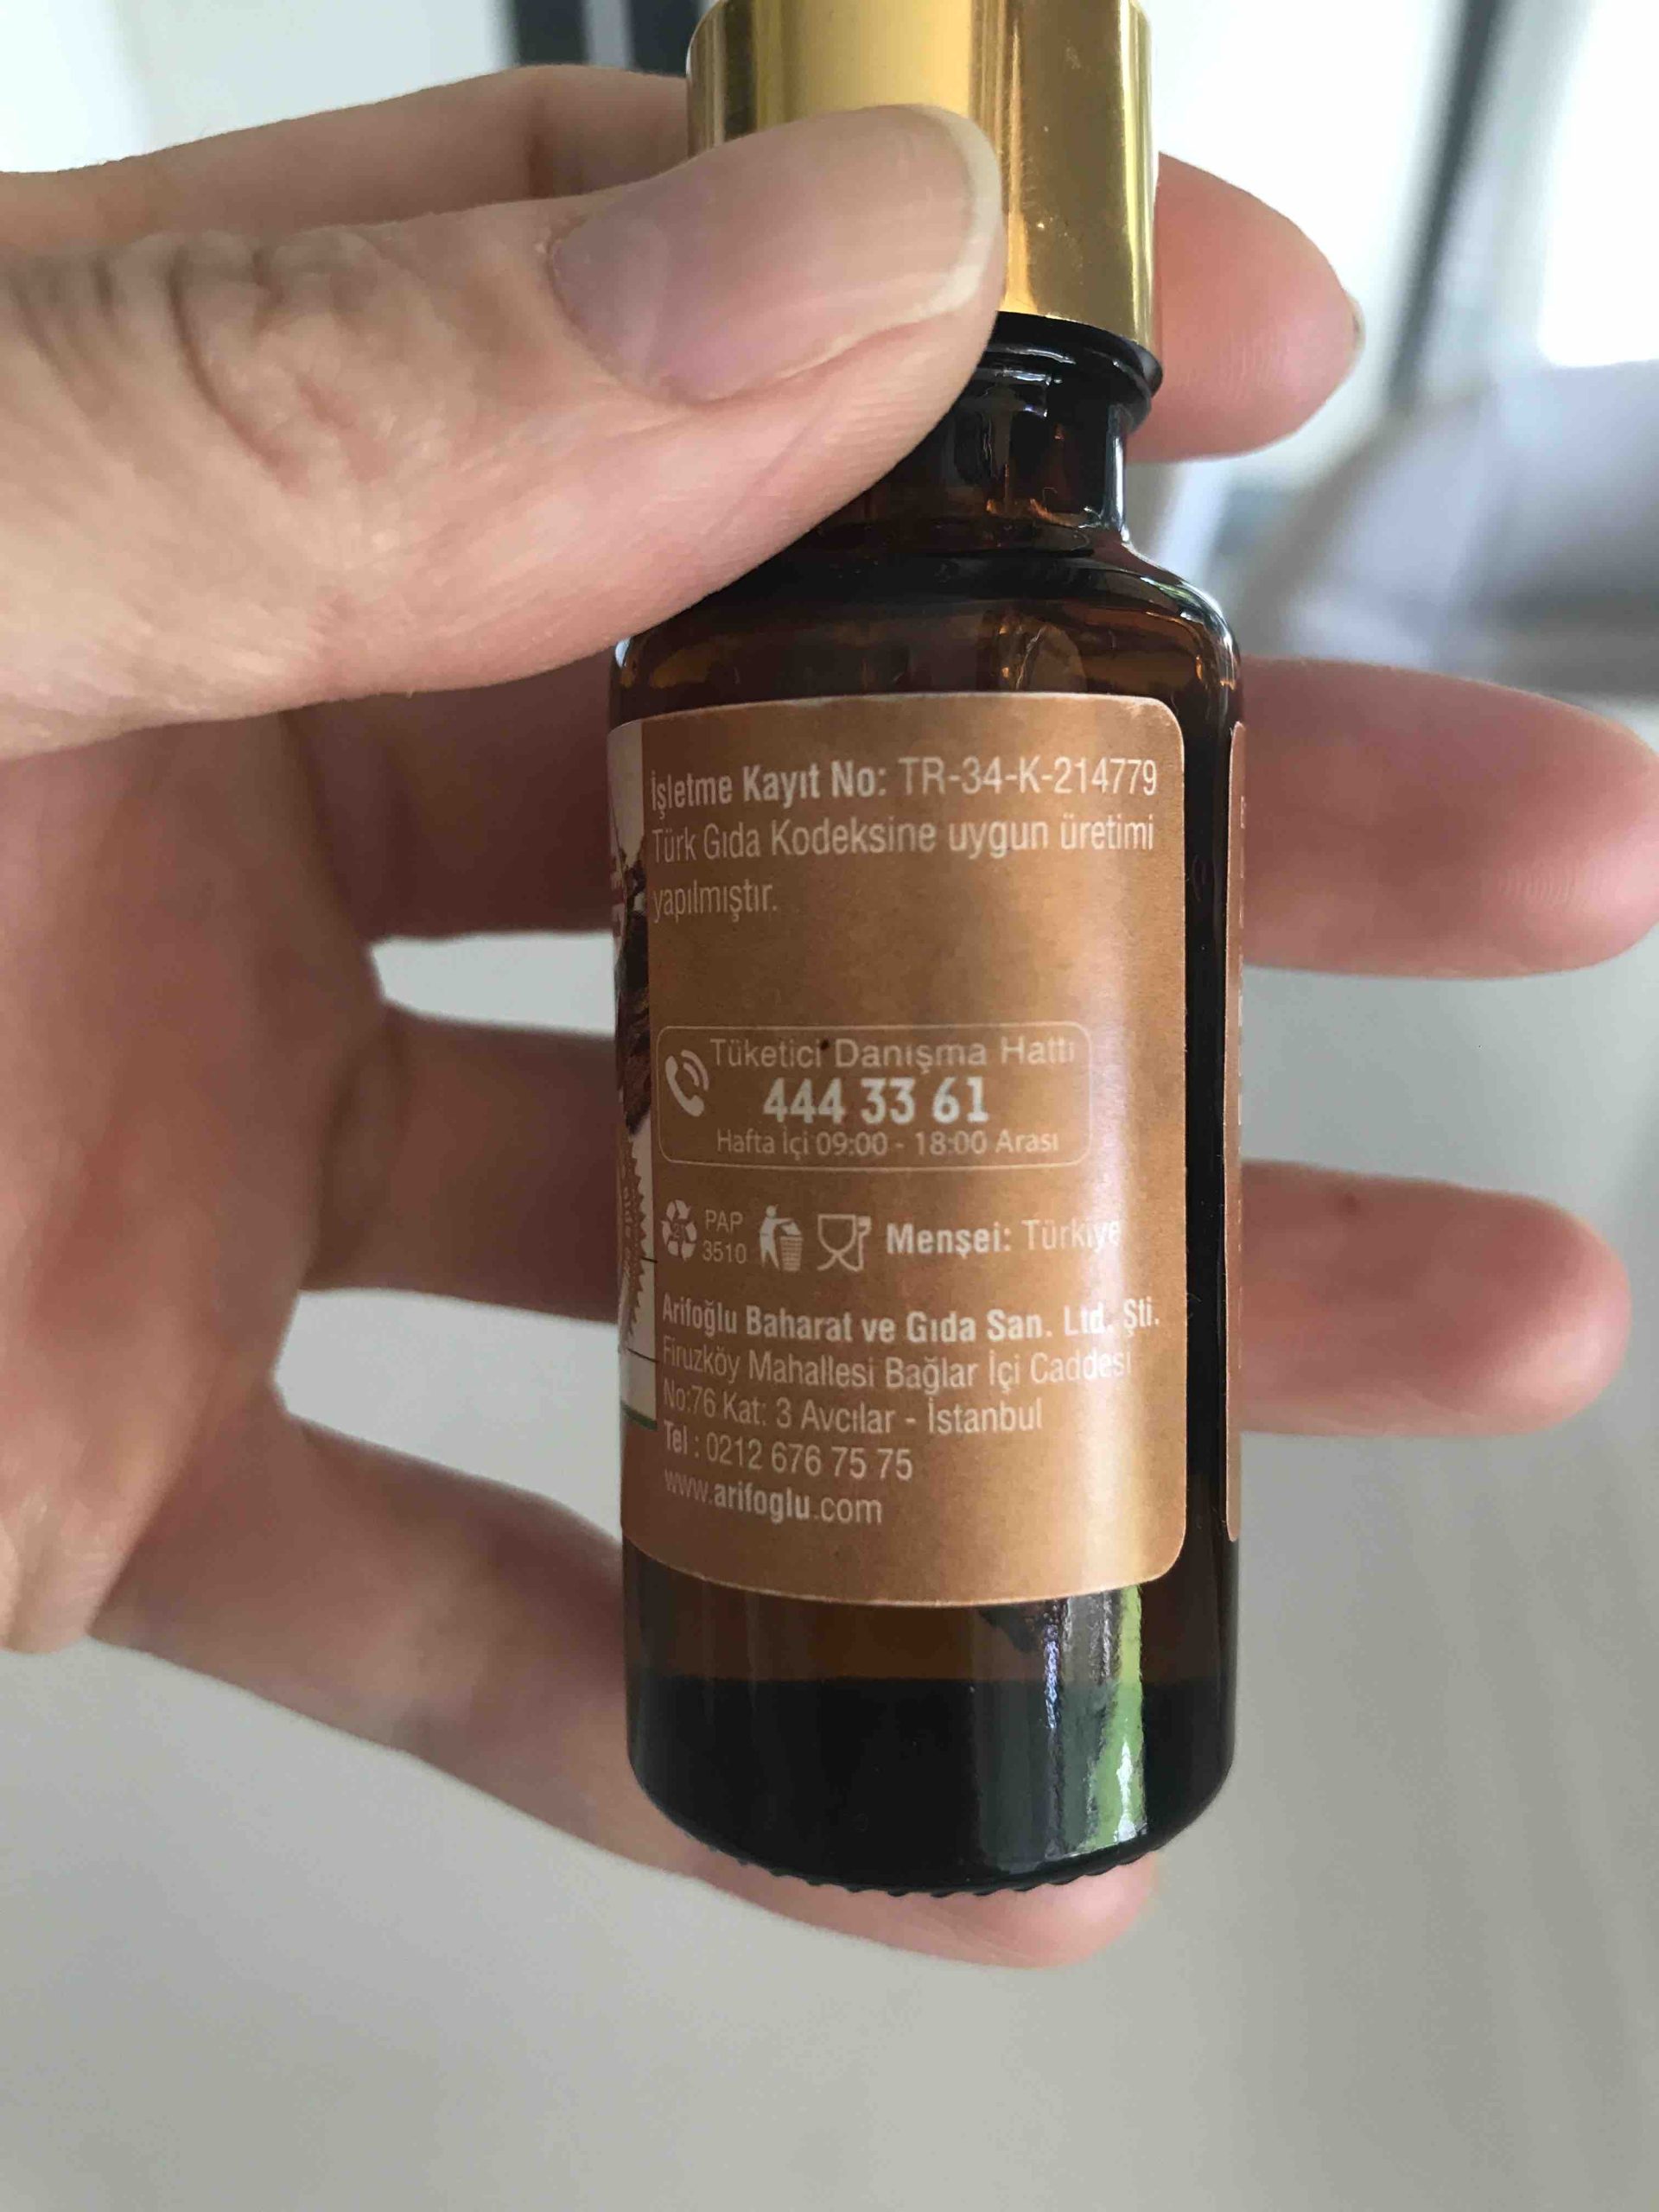 İşletme Kayıt No: TR-34-K-214779
Türk Gıda Kodeksine uygun üretimi
yapılmıştır.
Tüketici Danışma Hattı
444 33 61
Hafta İçi 09:00 - 18:00 Arası
PAP
3510
Menşei: Türkiye
Arifoğlu Baharat ve Gıda San. Ltd. Şti.
Firuzköy Mahallesi Bağlar İçi Caddesi
No:76 Kat: 3 Avcılar - İstanbul
Tel : 0212 676 75 75
www.arifoglu.com